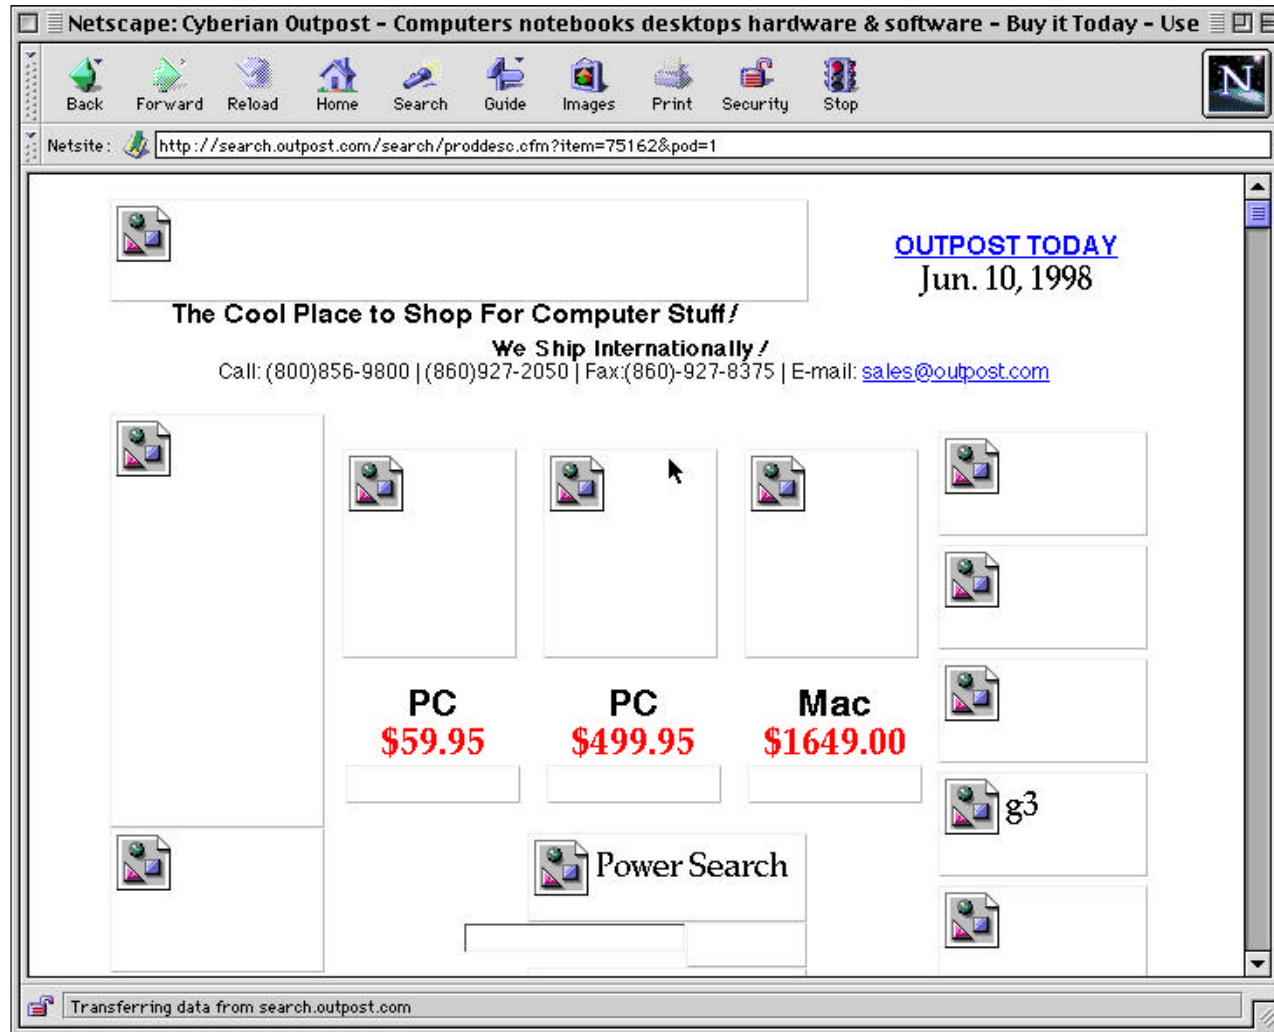 Netscape: Cyberian Outpost - Computers notebooks desktops hardware & software - Buy it Today - Use
Back Forward Reload Home Search Guide Images Print Security Stop
N
Netsite: http://search.outpost.com/search/proddesc.cfm?item=75162&pod=1
OUTPOST TODAY
Jun. 10, 1998
The Cool Place to Shop For Computer Stuff!
We Ship Internationally!
Call: (800)856-9800 | (860)927-2050 | Fax:(860)-927-8375 | E-mail: sales@outpost.com
PC PC Mac
$59.95 $499.95 $1649.00
g3
Power Search
Transferring data from search.outpost.com